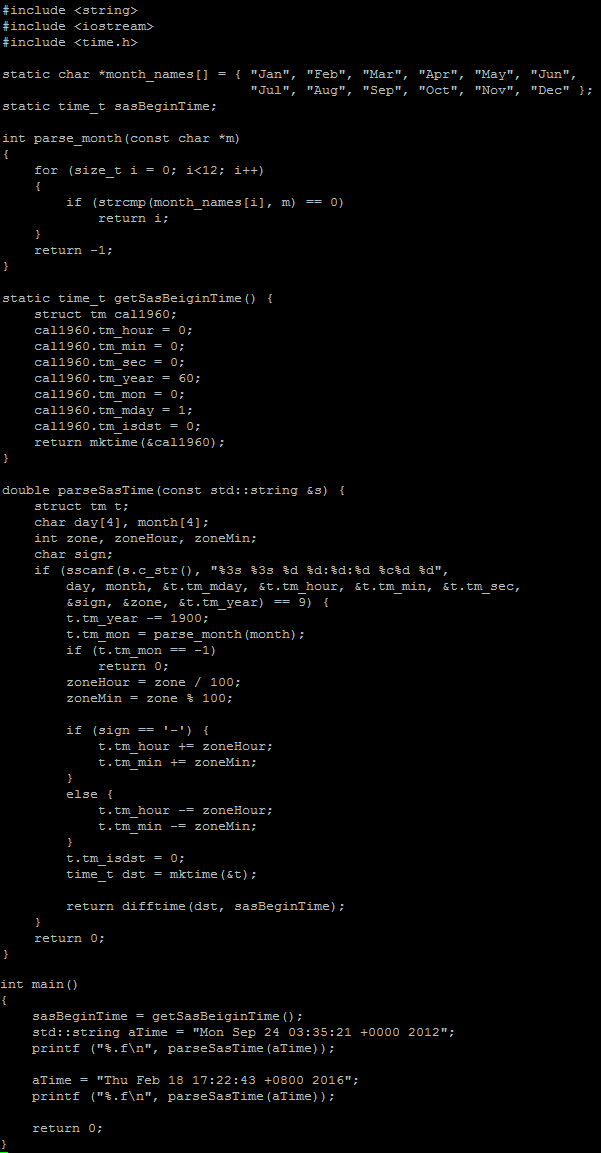 #include <string>
#include <iostream>
#include <time.h>

static char *month_names[] = { "Jan", "Feb", "Mar", "Apr", "May", "Jun",
                               "Jul", "Aug", "Sep", "Oct", "Nov", "Dec" };
static time_t sasBeginTime;

int parse_month(const char *m)
{
    for (size_t i = 0; i<12; i++)
    {
        if (strcmp(month_names[i], m) == 0)
            return i;
    }
    return -1;
}

static time_t getSasBeiginTime() {
    struct tm cal1960;
    cal1960.tm_hour = 0;
    cal1960.tm_min = 0;
    cal1960.tm_sec = 0;
    cal1960.tm_year = 60;
    cal1960.tm_mon = 0;
    cal1960.tm_mday = 1;
    cal1960.tm_isdst = 0;
    return mktime(&cal1960);
}

double parseSasTime(const std::string &s) {
    struct tm t;
    char day[4], month[4];
    int zone, zoneHour, zoneMin;
    char sign;
    if (sscanf(s.c_str(), "%3s %3s %d %d:%d:%d %c%d %d",
        day, month, &t.tm_mday, &t.tm_hour, &t.tm_min, &t.tm_sec,
        &sign, &zone, &t.tm_year) == 9) {
        t.tm_year -= 1900;
        t.tm_mon = parse_month(month);
        if (t.tm_mon == -1)
            return 0;
        zoneHour = zone / 100;
        zoneMin = zone % 100;

        if (sign == '-') {
            t.tm_hour += zoneHour;
            t.tm_min += zoneMin;
        }
        else {
            t.tm_hour -= zoneHour;
            t.tm_min -= zoneMin;
        }
        t.tm_isdst = 0;
        time_t dst = mktime(&t);

        return difftime(dst, sasBeginTime);
    }
    return 0;
}

int main()
{
    sasBeginTime = getSasBeiginTime();
    std::string aTime = "Mon Sep 24 03:35:21 +0000 2012";
    printf ("%.f\n", parseSasTime(aTime));

    aTime = "Thu Feb 18 17:22:43 +0800 2016";
    printf ("%.f\n", parseSasTime(aTime));

    return 0;
}